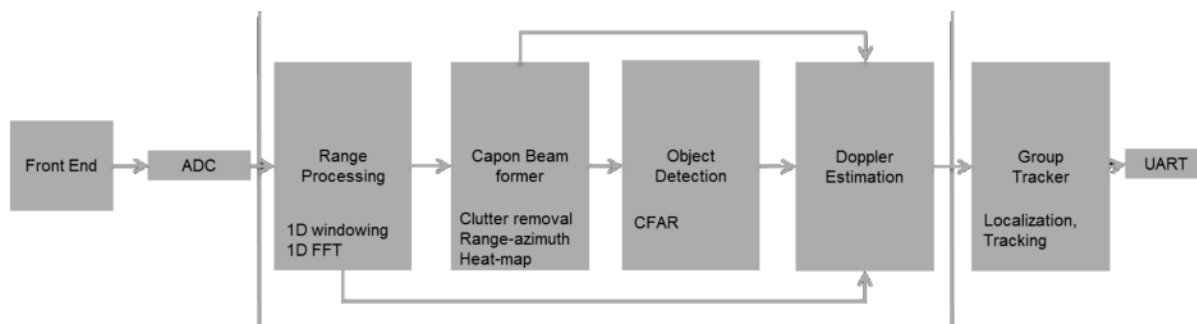 Front End
ADC
Range
Processing
1D windowing
1D FFT
Capon Beam
former
Clutter removal
Range-azimuth
Heat-map
Object
Detection
CFAR
Doppler
Estimation
Group
Tracker
Localization,
Tracking
UART